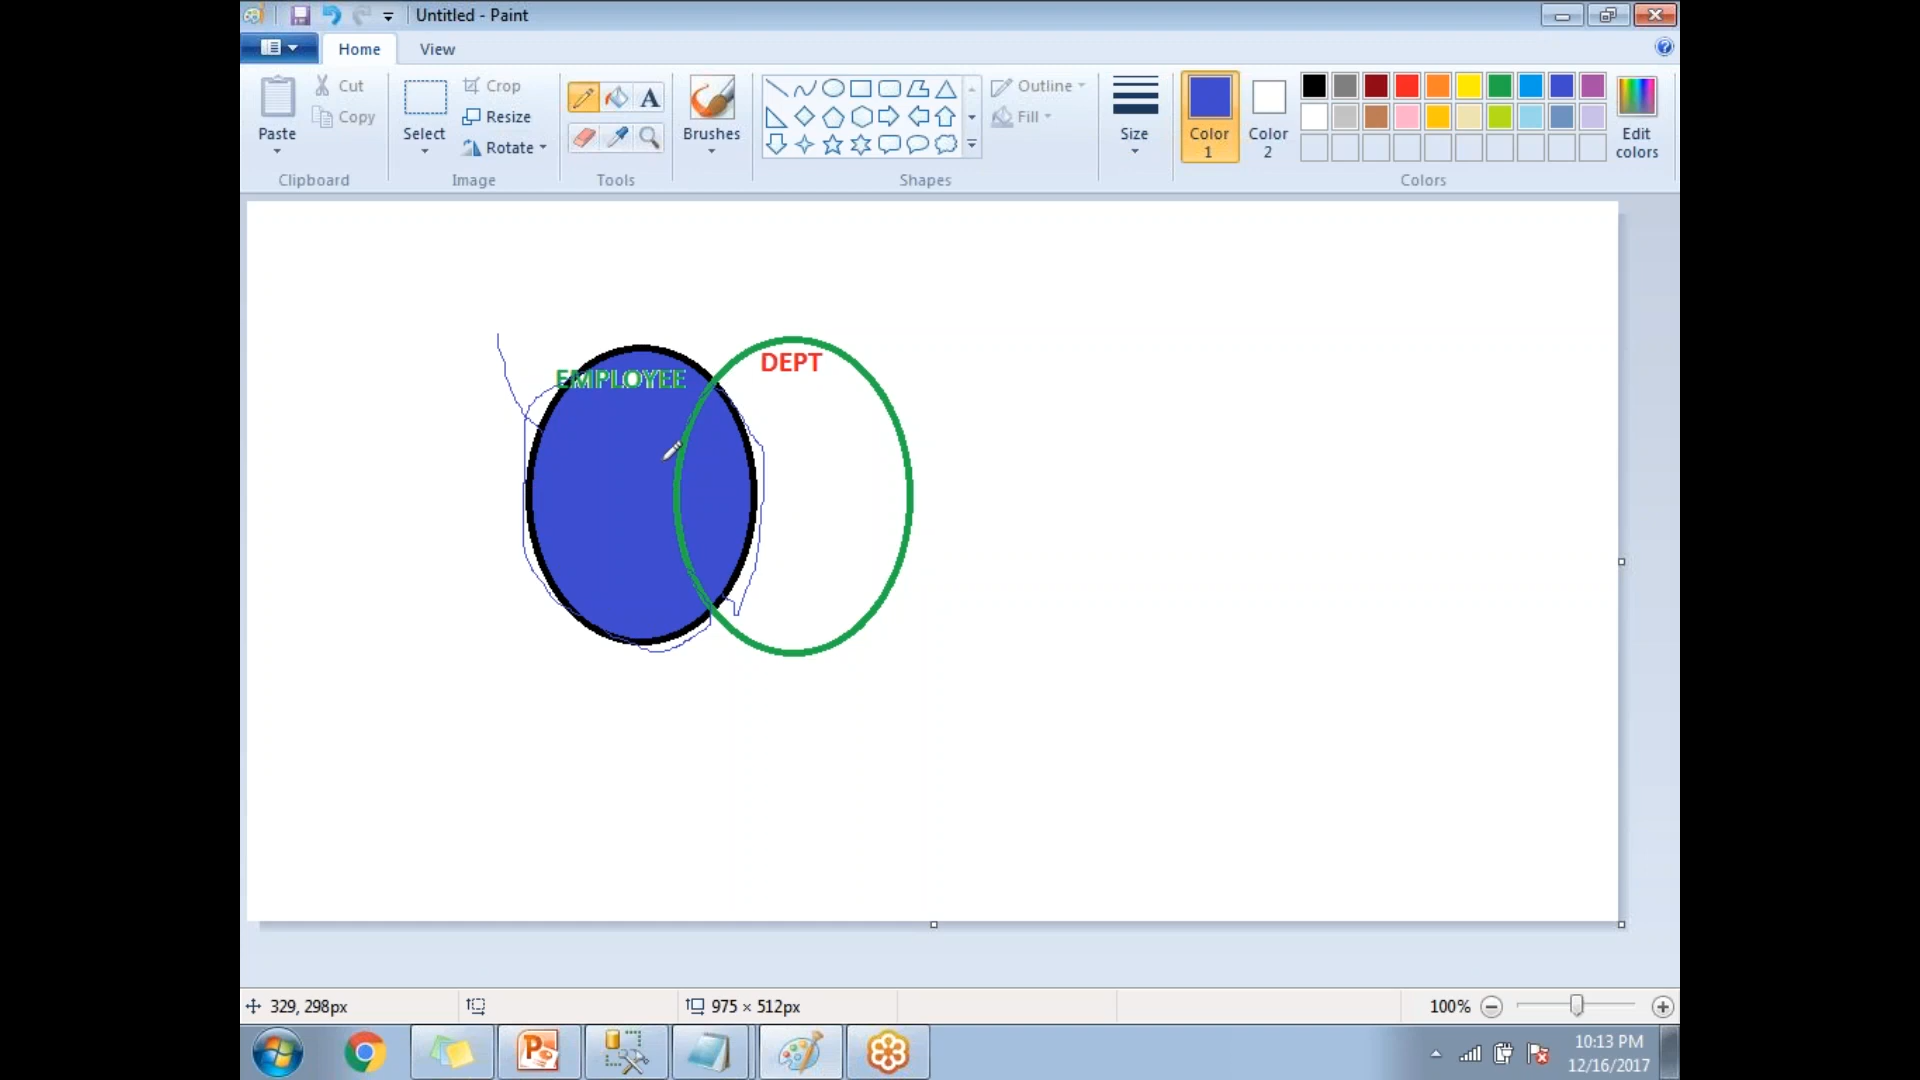 Untitled - Paint
Home View
Paste
Cut
Copy
Clipboard
Select
Crop
Resize
Rotate
Image
A
Tools
Brushes
Shapes
Outline
Fill
Size
Color 1
Color 2
Edit colors
Colors
EMPLOYEE
DEPT
329, 298px
975 × 512px
100%
10:13 PM
12/16/2017